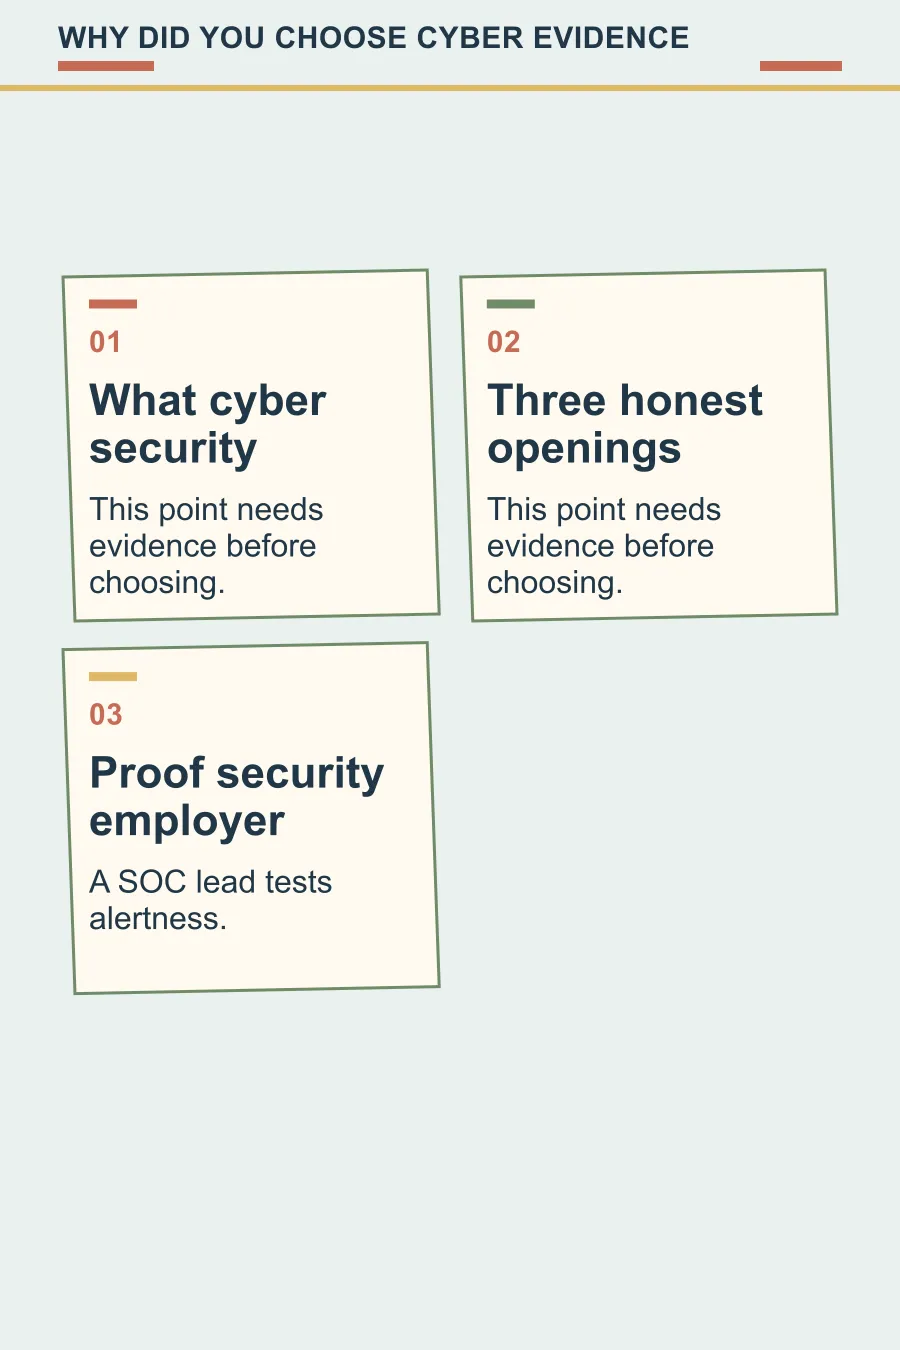 WHY DID YOU CHOOSE CYBER EVIDENCE
01
What cyber
security
This point needs
evidence before
choosing.
02
Three honest
openings
This point needs
evidence before
choosing.
03
Proof security
employer
A SOC lead tests
alertness.